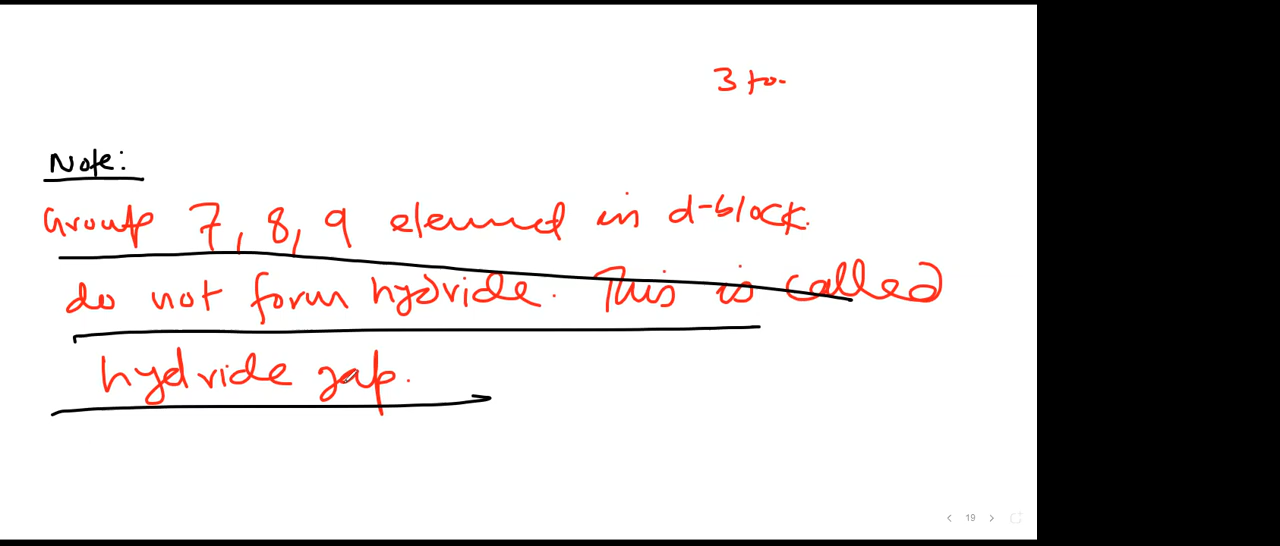 3 to
Note:
Group 7, 8, 9 element in d-block.
do not form hydride. This is called
hydride gap.
19